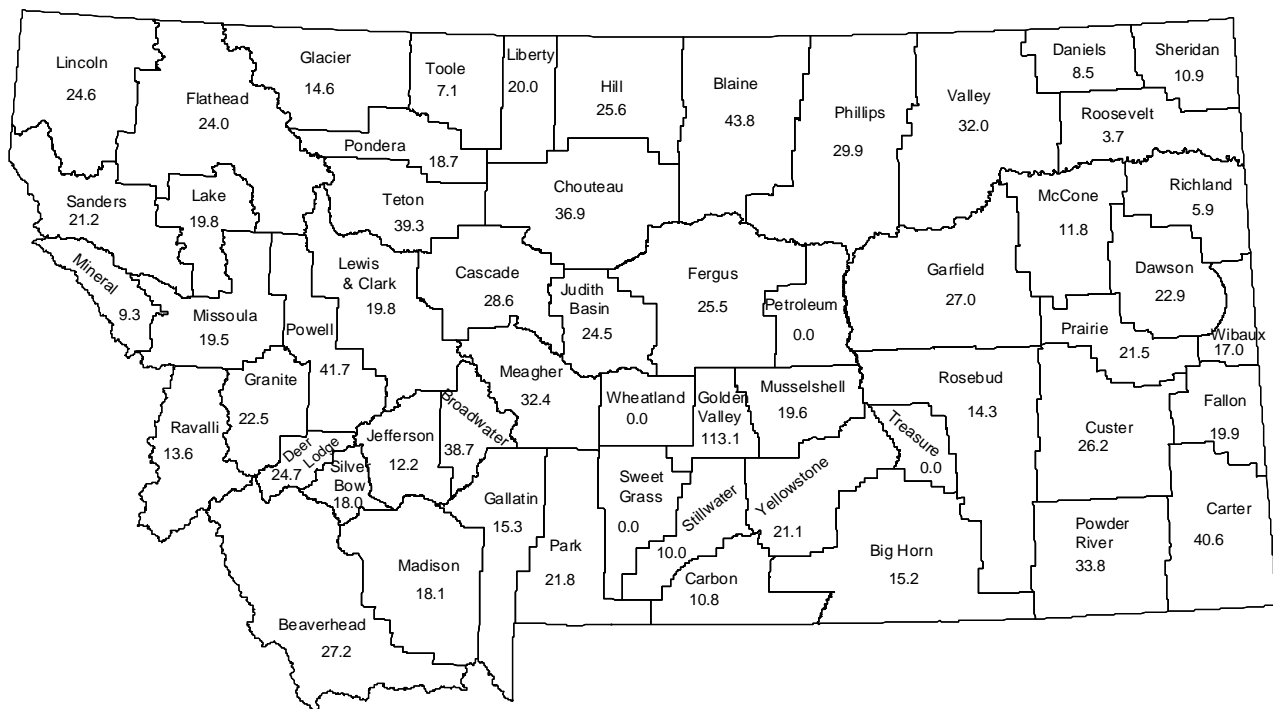 Lincoln
24.6
Flathead
24.0
Glacier
14.6
Toole
7.1
Liberty
20.0
Hill
25.6
Blaine
43.8
Phillips
29.9
Valley
32.0
Daniels
8.5
Sheridan
10.9
Roosevelt
3.7
Pondera
18.7
Sanders
21.2
Lake
19.8
Teton
39.3
Chouteau
36.9
McCone
11.8
Richland
5.9
Mineral
9.3
Missoula
19.5
Powell
41.7
Lewis
& Clark
19.8
Cascade
28.6
Judith
Basin
24.5
Fergus
25.5
Petroleum
0.0
Garfield
27.0
Dawson
22.9
Prairie
21.5
Wibaux
17.0
Ravalli
13.6
Granite
22.5
Deer
Lodge
24.7
Silver
Bow
18.0
Jefferson
12.2
Broadwater
38.7
Meagher
32.4
Wheatland
0.0
Golden
Valley
113.1
Musselshell
19.6
Rosebud
14.3
Treasure
0.0
Custer
26.2
Fallon
19.9
Beaverhead
27.2
Madison
18.1
Gallatin
15.3
Park
21.8
Sweet
Grass
0.0
Stillwater
10.0
Yellowstone
21.1
Carbon
10.8
Big Horn
15.2
Powder
River
33.8
Carter
40.6